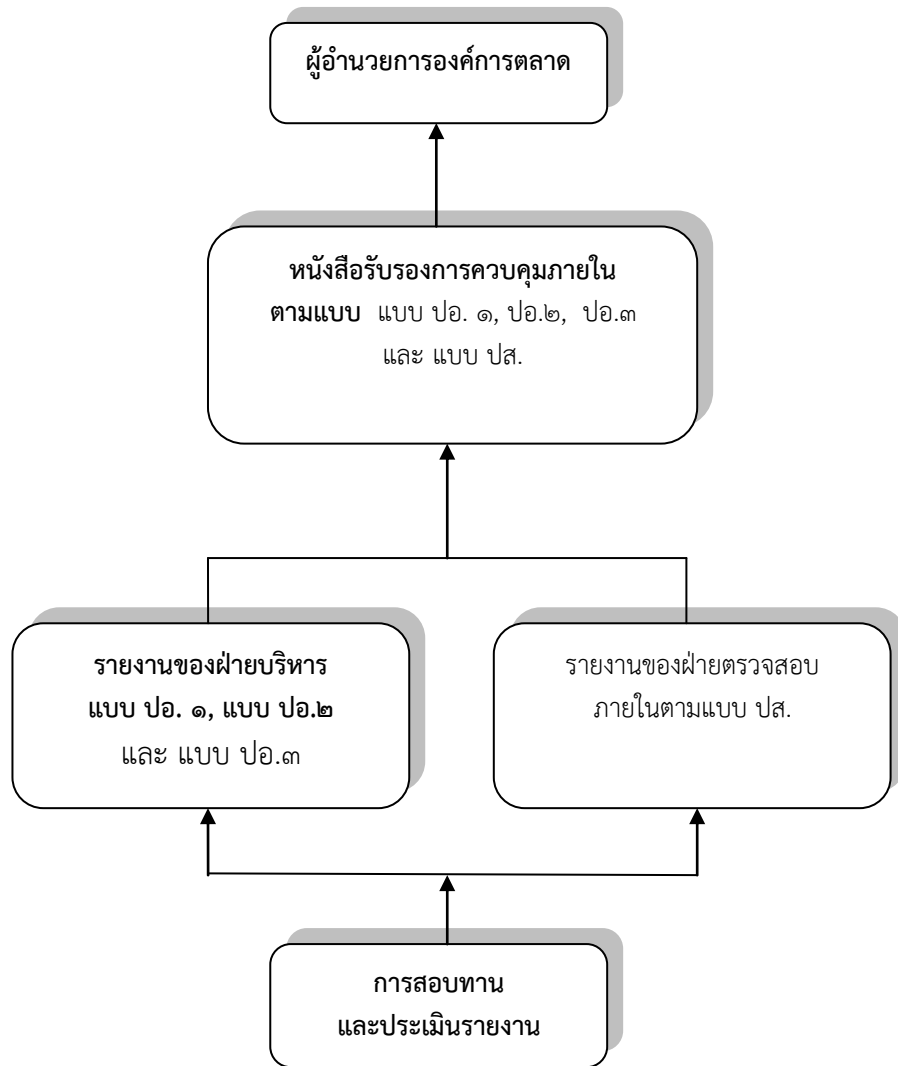 ผู้อำนวยการองค์การตลาด
หนังสือรับรองการควบคุมภายใน
ตามแบบ แบบ ปอ. ๑, ปอ.๒, ปอ.๓
และ แบบ ปส.
รายงานของฝ่ายบริหาร
แบบ ปอ. ๑, แบบ ปอ.๒
และ แบบ ปอ.๓
รายงานของฝ่ายตรวจสอบ
ภายในตามแบบ ปส.
การสอบทาน
และประเมินรายงาน